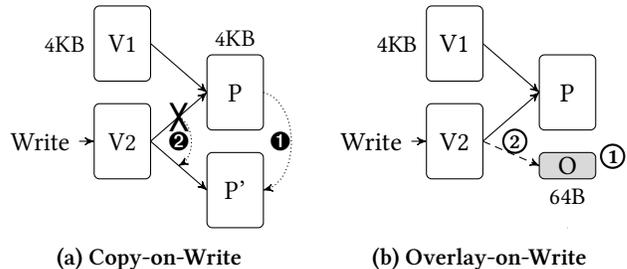 4KB V1
4KB
P
Write V2
❷
❶
P'
(a) Copy-on-Write
4KB V1
P
Write V2
②
O
①
64B
(b) Overlay-on-Write